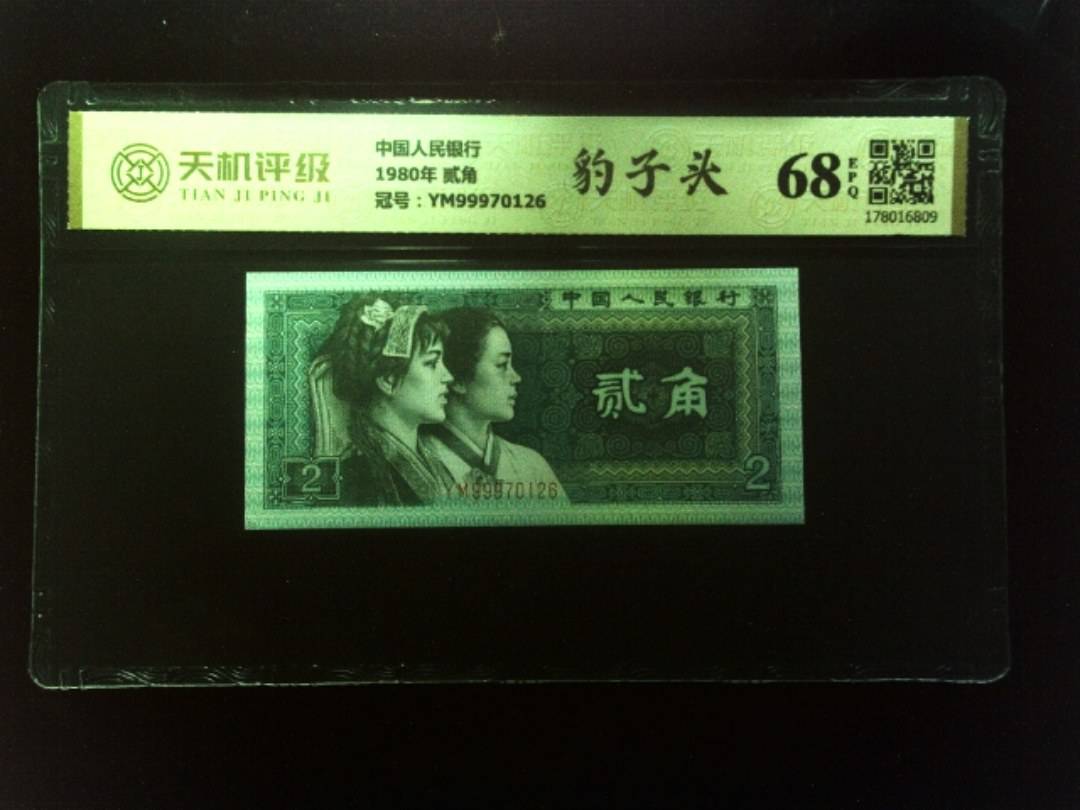 天机评级
TIAN JI PING JI
中国人民银行
1980年 贰角
冠号：YM99970126
豹子头
68
EPQ
178016809
中国人民银行
贰角
2
2
YM99970126